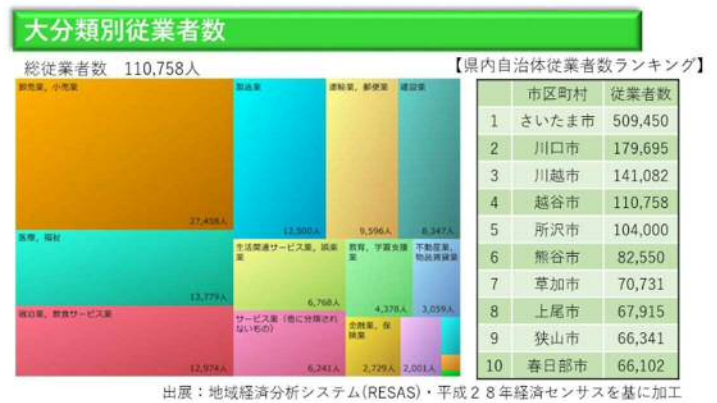 大分類別従業者数
総従業者数 110,758人
卸売業, 小売業
27,458人
医療, 福祉
13,779人
宿泊業, 飲食サービス業
12,974人
製造業
12,500人
運輸業, 郵便業
9,596人
建設業
8,347人
生活関連サービス業, 娯楽業
6,768人
教育, 学習支援業
4,378人
不動産業, 物品賃貸業
3,059人
サービス業(他に分類されないもの)
6,241人
金融業, 保険業
2,729人
2,001人
【県内自治体従業者数ランキング】
市区町村 従業者数
1 さいたま市 509,450
2 川口市 179,695
3 川越市 141,082
4 越谷市 110,758
5 所沢市 104,000
6 熊谷市 82,550
7 草加市 70,731
8 上尾市 67,915
9 狭山市 66,341
10 春日部市 66,102
出展:地域経済分析システム(RESAS)・平成28年経済センサスを基に加工